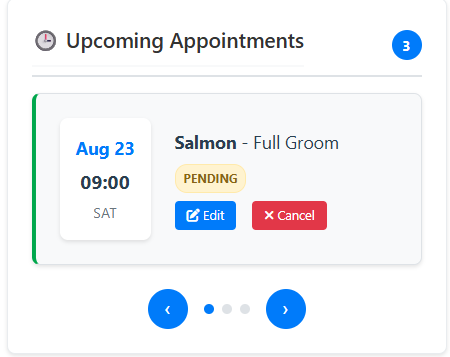 Upcoming Appointments
3
Aug 23
09:00
SAT
Salmon - Full Groom
PENDING
Edit
Cancel